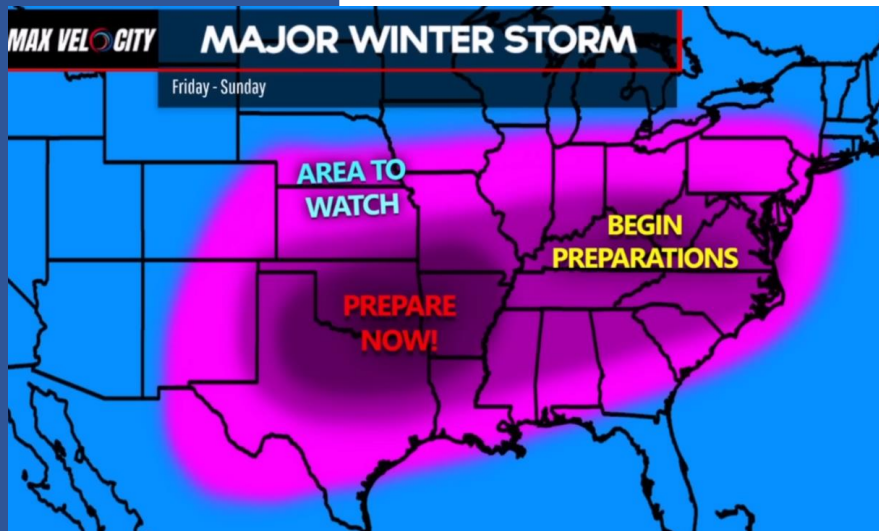 MAX VELOCITY
MAJOR WINTER STORM
Friday - Sunday
AREA TO
WATCH
BEGIN
PREPARATIONS
PREPARE
NOW!